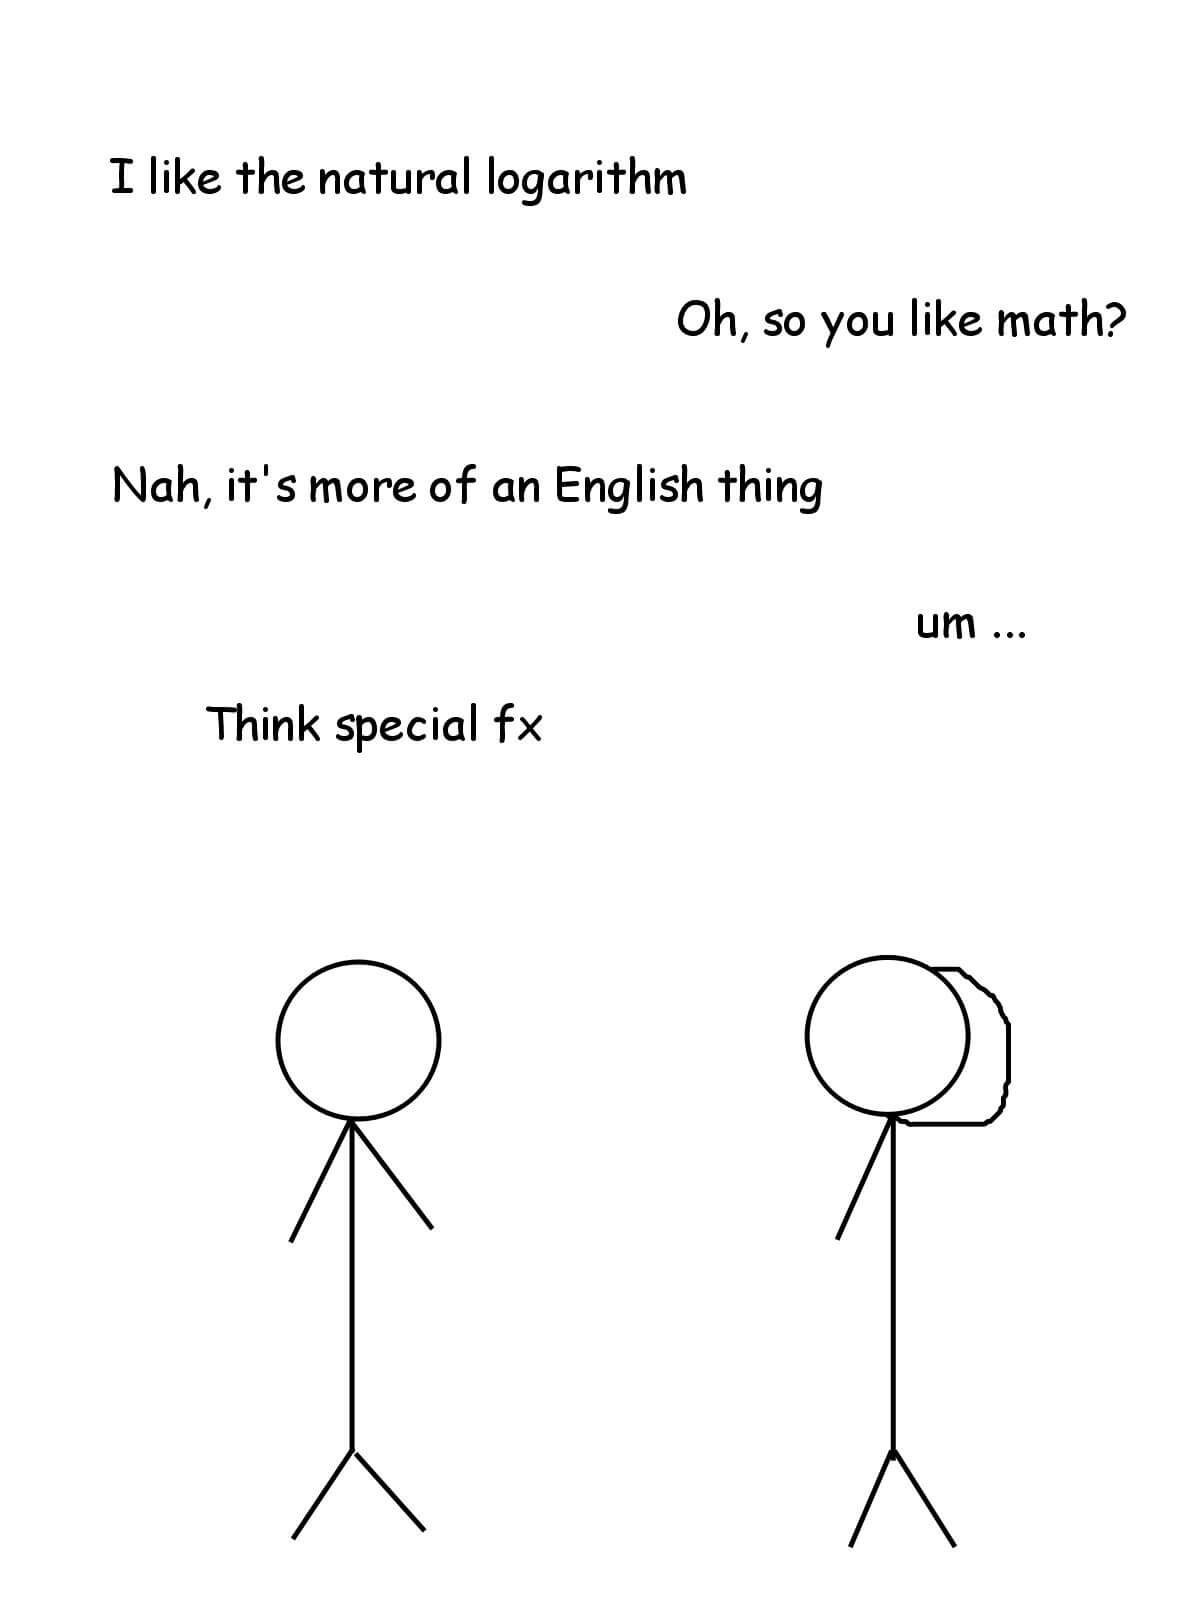 I like the natural logarithm
Oh, so you like math?
Nah, it's more of an English thing
um ...
Think special fx